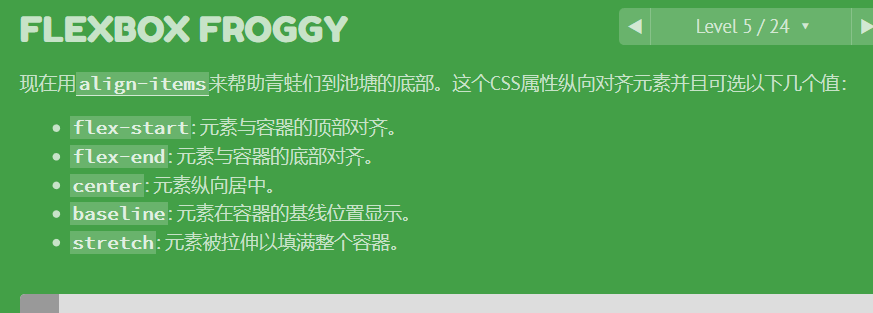 FLEXBOX FROGGY
◀ Level 5 / 24 ▼ ▶
现在用align-items来帮助青蛙们到池塘的底部。这个CSS属性纵向对齐元素并且可选以下几个值：
• flex-start: 元素与容器的顶部对齐。
• flex-end: 元素与容器的底部对齐。
• center: 元素纵向居中。
• baseline: 元素在容器的基线位置显示。
• stretch: 元素被拉伸以填满整个容器。